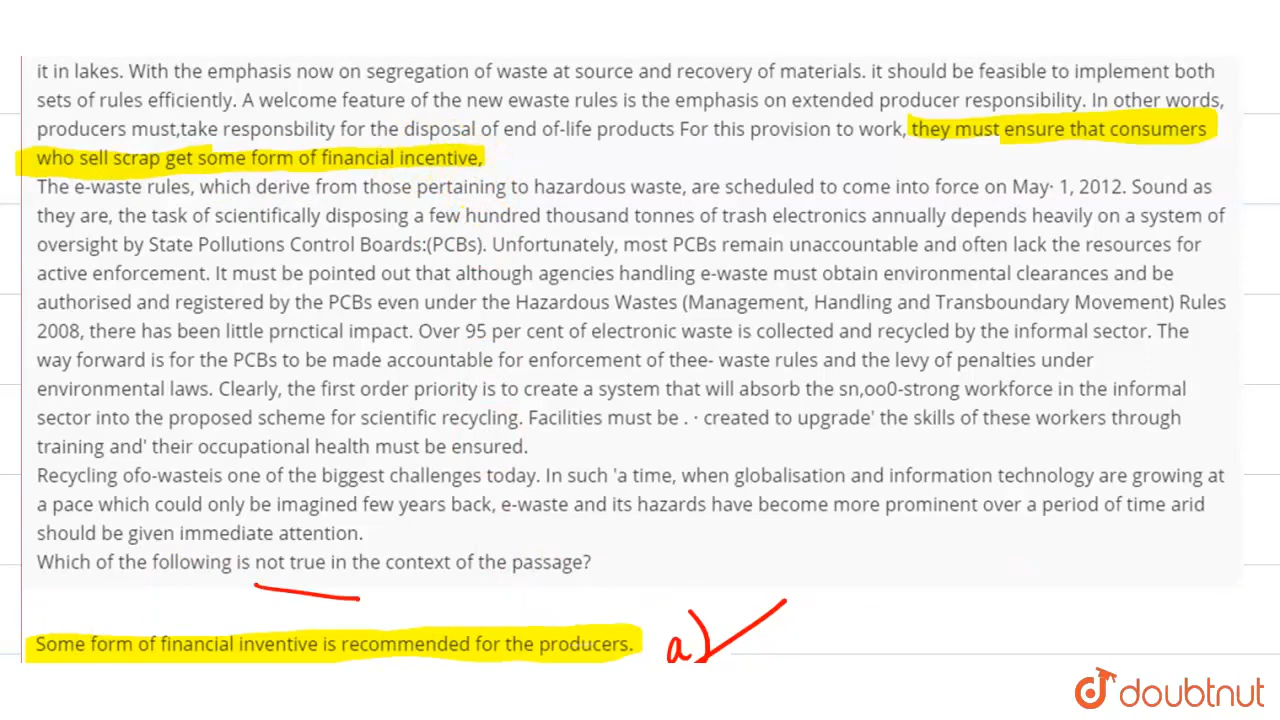 it in lakes. With the emphasis now on segregation of waste at source and recovery of materials. it should be feasible to implement both
sets of rules efficiently. A welcome feature of the new ewaste rules is the emphasis on extended producer responsibility. In other words,
producers must,take responsbility for the disposal of end of-life products For this provision to work, they must ensure that consumers
who sell scrap get some form of financial incentive,
The e-waste rules, which derive from those pertaining to hazardous waste, are scheduled to come into force on May· 1, 2012. Sound as
they are, the task of scientifically disposing a few hundred thousand tonnes of trash electronics annually depends heavily on a system of
oversight by State Pollutions Control Boards:(PCBs). Unfortunately, most PCBs remain unaccountable and often lack the resources for
active enforcement. It must be pointed out that although agencies handling e-waste must obtain environmental clearances and be
authorised and registered by the PCBs even under the Hazardous Wastes (Management, Handling and Transboundary Movement) Rules
2008, there has been little prnctical impact. Over 95 per cent of electronic waste is collected and recycled by the informal sector. The
way forward is for the PCBs to be made accountable for enforcement of thee- waste rules and the levy of penalties under
environmental laws. Clearly, the first order priority is to create a system that will absorb the sn,oo0-strong workforce in the informal
sector into the proposed scheme for scientific recycling. Facilities must be . · created to upgrade' the skills of these workers through
training and' their occupational health must be ensured.
Recycling ofo-wasteis one of the biggest challenges today. In such 'a time, when globalisation and information technology are growing at
a pace which could only be imagined few years back, e-waste and its hazards have become more prominent over a period of time arid
should be given immediate attention.
Which of the following is not true in the context of the passage?
Some form of financial inventive is recommended for the producers.
a)
doubtnut